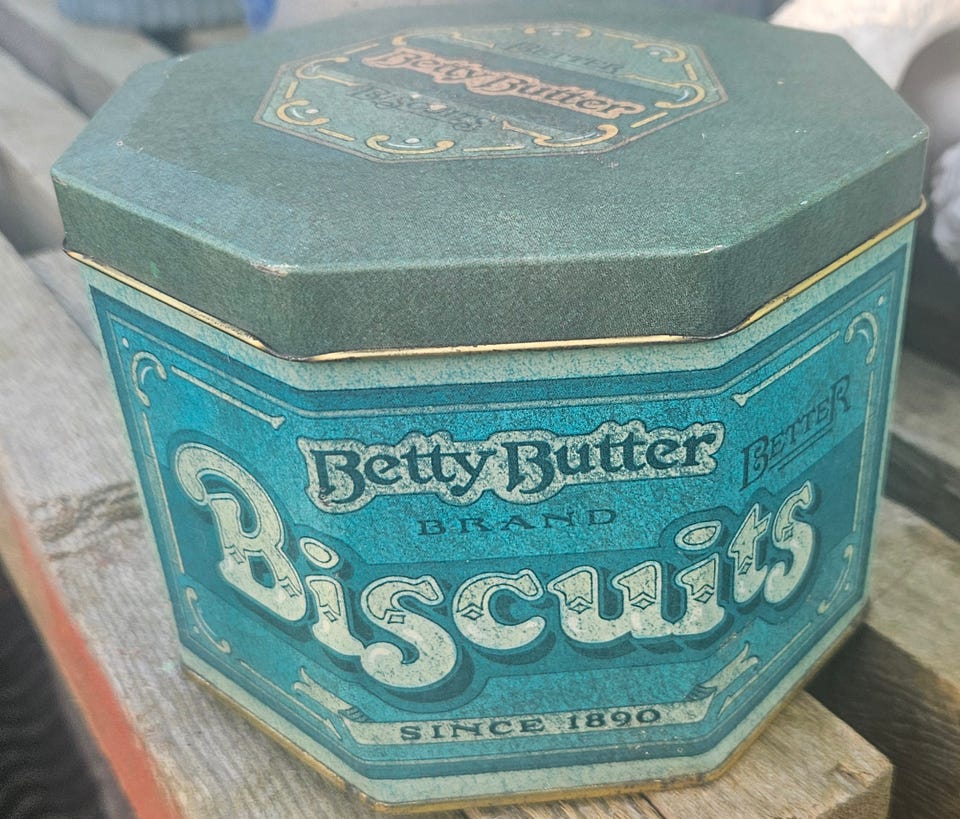 BETTER
Betty Butter
BISCUITS
Betty Butter
BETTER
BRAND
Biscuits
SINCE 1890